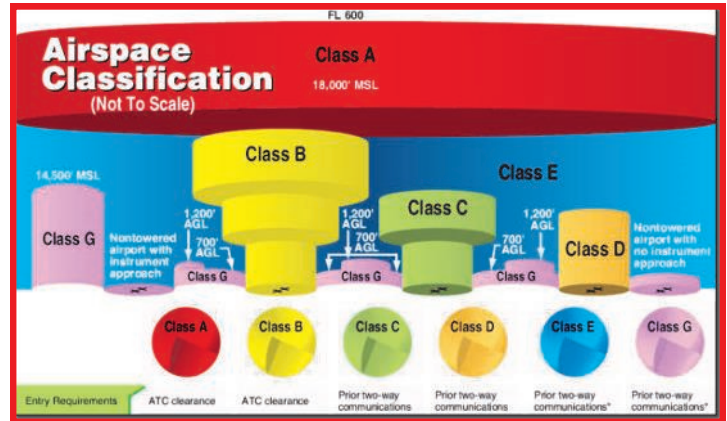 FL 600
Airspace
Classification
(Not To Scale)
Class A
18,000' MSL
Class B
Class E
14,500' MSL
Class C
1,200'
AGL
1,200'
AGL
1,200'
AGL
Class G
Nontowered
airport with
instrument
approach
700'
AGL
700'
AGL
700'
AGL
Class D
Nontowered
airport with
no instrument
approach
Class G
Class G
Class G
Class A
Class B
Class C
Class D
Class E
Class G
Entry Requirements
ATC clearance
ATC clearance
Prior two-way
communications
Prior two-way
communications
Prior two-way
communications*
Prior two-way
communications*